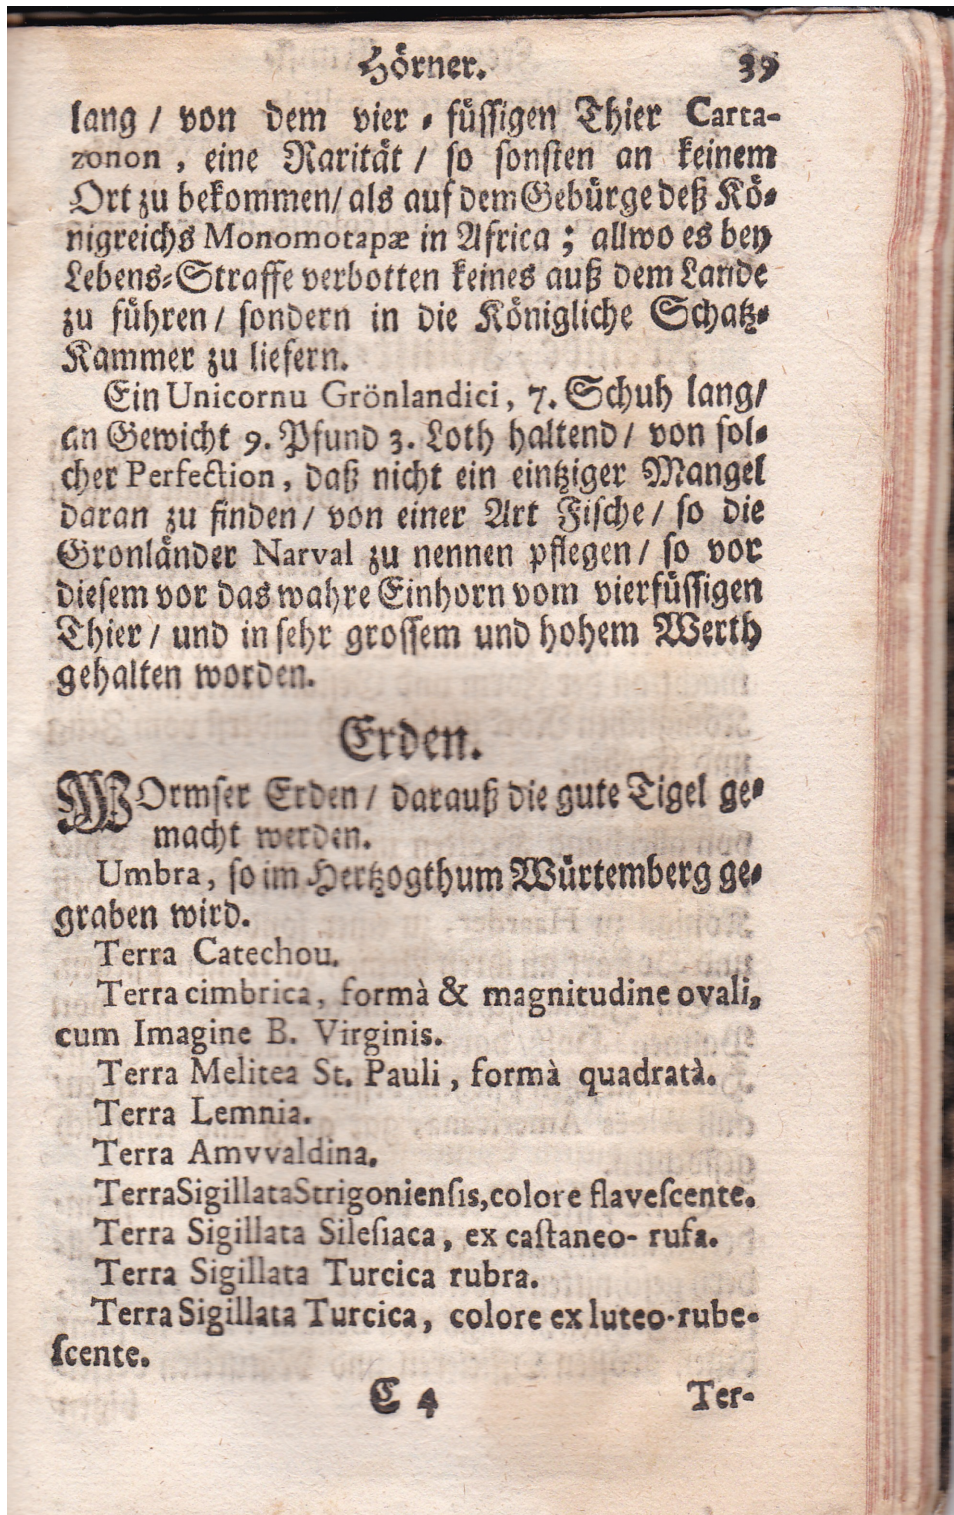 Hörner. 39
lang / von dem vier - füssigen Thier Carta-
zonon, eine Rarität / so sonsten an keinem
Ort zu bekommen/ als auf dem Gebürge deß Kö-
nigreichs Monomotapæ in Africa; allwo es bey
Lebens-Straffe verbotten keines auß dem Lande
zu führen/ sondern in die Königliche Schatz-
Kammer zu liefern.
Ein Unicornu Grönlandici, 7. Schuh lang/
an Gewicht 9. Pfund 3. Loth haltend/ von sol-
cher Perfection, daß nicht ein eintziger Mangel
daran zu finden/ von einer Art Fische/ so die
Gronländer Narval zu nennen pflegen/ so vor
diesem vor das wahre Einhorn vom vierfüssigen
Thier/ und in sehr grossem und hohem Werth
gehalten worden.
Erden.
WOrmser Erden/ darauß die gute Tigel ge-
macht werden.
Umbra, so im Hertzogthum Würtemberg ge-
graben wird.
Terra Catechou.
Terra cimbrica, formà & magnitudine ovali,
cum Imagine B. Virginis.
Terra Melitea St. Pauli, formà quadratà.
Terra Lemnia.
Terra Amvvaldina.
Terra Sigillata Strigoniensis, colore flavescente.
Terra Sigillata Silesiaca, ex castaneo- rufa.
Terra Sigillata Turcica rubra.
Terra Sigillata Turcica, colore ex luteo-rube-
scente.
C 4 Ter-